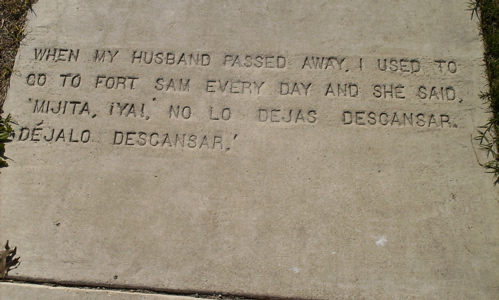 WHEN MY HUSBAND PASSED AWAY, I USED TO
GO TO FORT SAM EVERY DAY AND SHE SAID,
'MIJITA, ¡YA!,' NO LO DEJAS DESCANSAR.
DÉJALO DESCANSAR.'